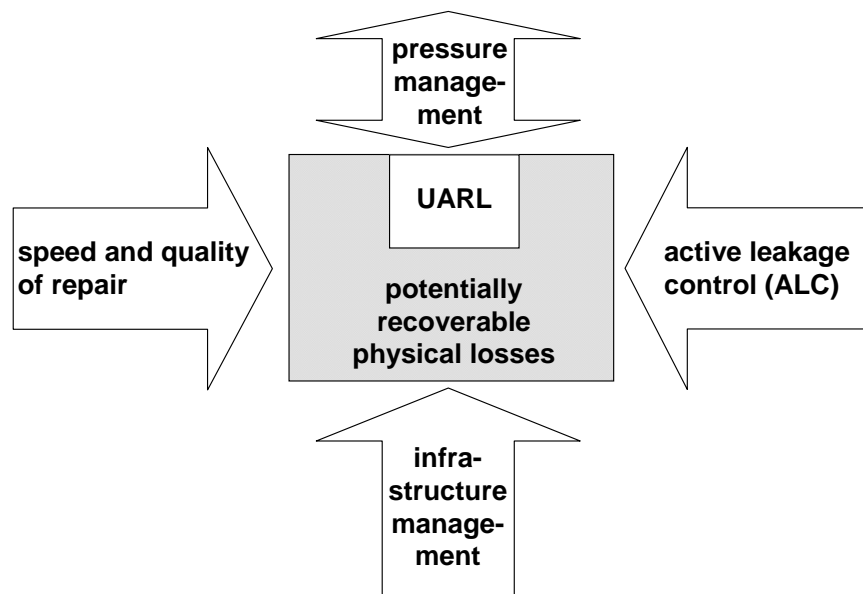 pressure
manage-
ment
UARL
speed and quality
of repair
active leakage
control (ALC)
potentially
recoverable
physical losses
infra-
structure
manage-
ment